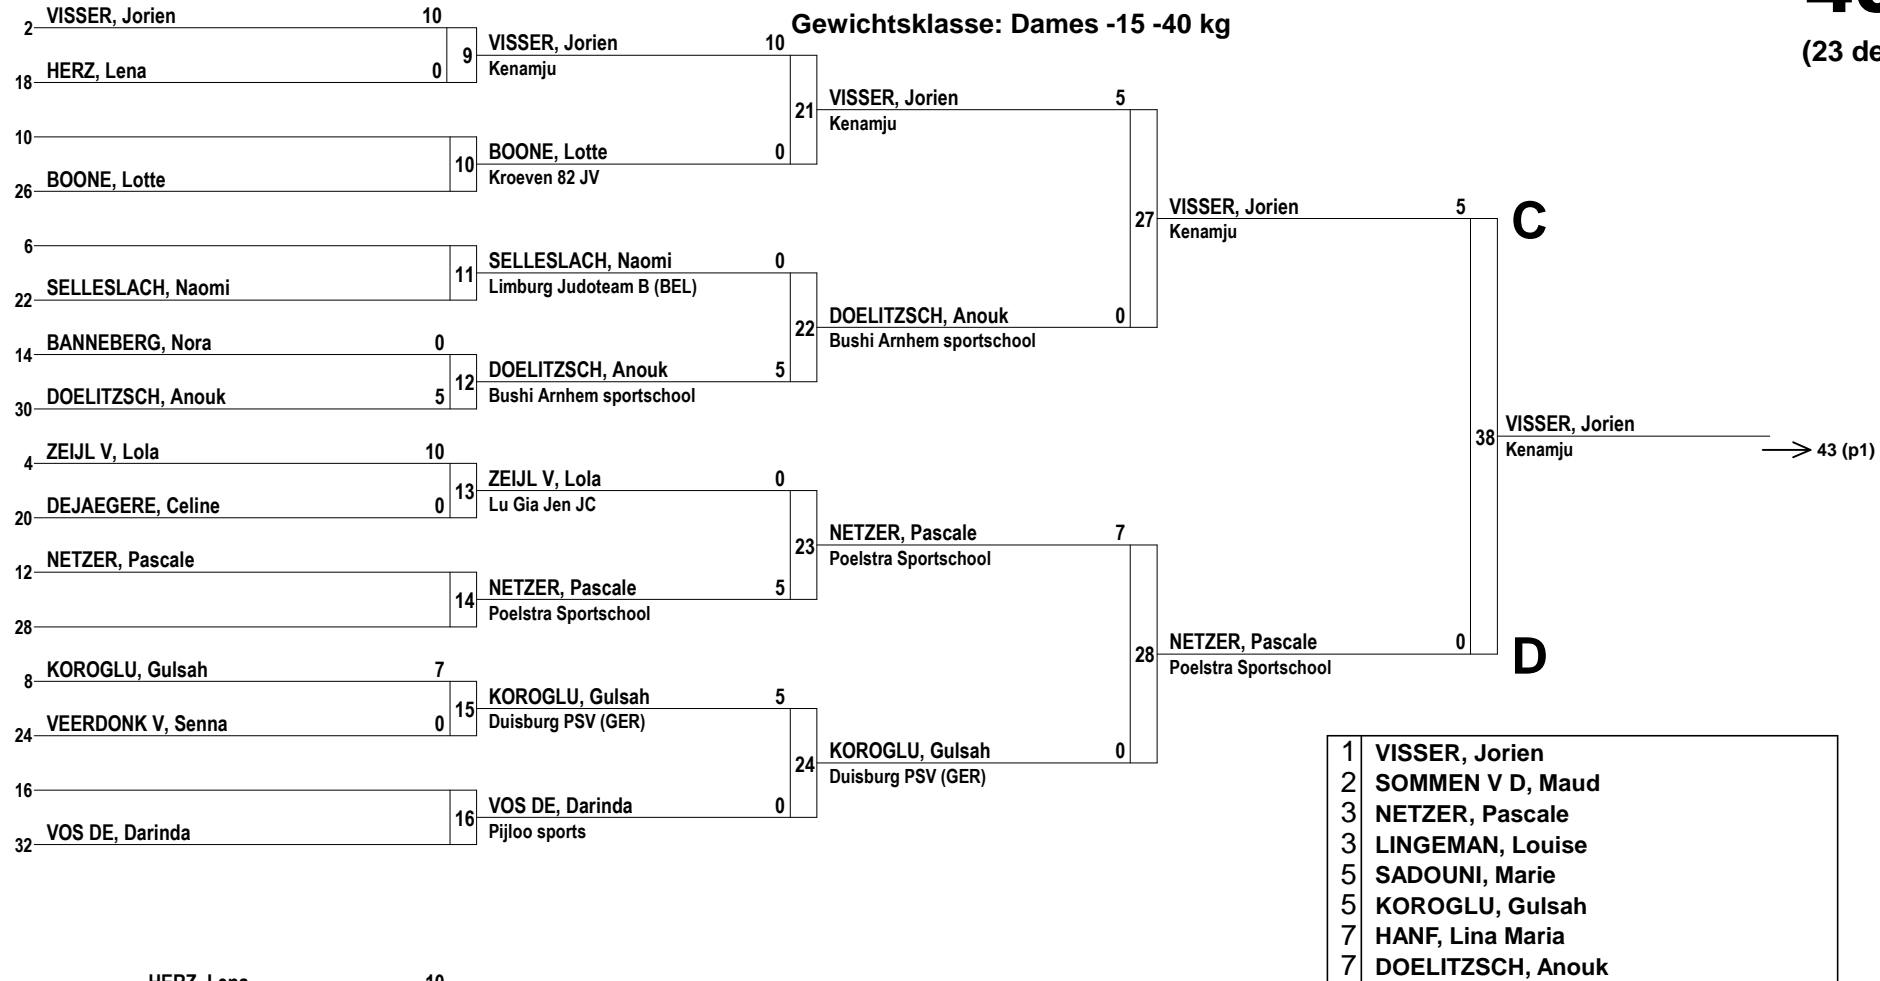 Gewichtsklasse: Dames -15 -40 kg
(23 de
2 VISSER, Jorien 10
18 HERZ, Lena 0
9
10
26 BOONE, Lotte
10
6
22 SELLESLACH, Naomi
11
14 BANNEBERG, Nora 0
30 DOELITZSCH, Anouk 5
12
4 ZEIJL V, Lola 10
20 DEJAEGERE, Celine 0
13
12 NETZER, Pascale
28
14
8 KOROGLU, Gulsah 7
24 VEERDONK V, Senna 0
15
16
32 VOS DE, Darinda
16
VISSER, Jorien 10
Kenamju
BOONE, Lotte 0
Kroeven 82 JV
21
SELLESLACH, Naomi 0
Limburg Judoteam B (BEL)
DOELITZSCH, Anouk 5
Bushi Arnhem sportschool
22
ZEIJL V, Lola 0
Lu Gia Jen JC
NETZER, Pascale 5
Poelstra Sportschool
23
KOROGLU, Gulsah 5
Duisburg PSV (GER)
VOS DE, Darinda 0
Pijloo sports
24
VISSER, Jorien 5
Kenamju
DOELITZSCH, Anouk 0
Bushi Arnhem sportschool
27
NETZER, Pascale 7
Poelstra Sportschool
KOROGLU, Gulsah 0
Duisburg PSV (GER)
28
VISSER, Jorien 5
Kenamju
C
NETZER, Pascale 0
Poelstra Sportschool
D
38
VISSER, Jorien
Kenamju
43 (p1)
1 VISSER, Jorien
2 SOMMEN V D, Maud
3 NETZER, Pascale
3 LINGEMAN, Louise
5 SADOUNI, Marie
5 KOROGLU, Gulsah
7 HANF, Lina Maria
7 DOELITZSCH, Anouk
HERZ, Lena 10